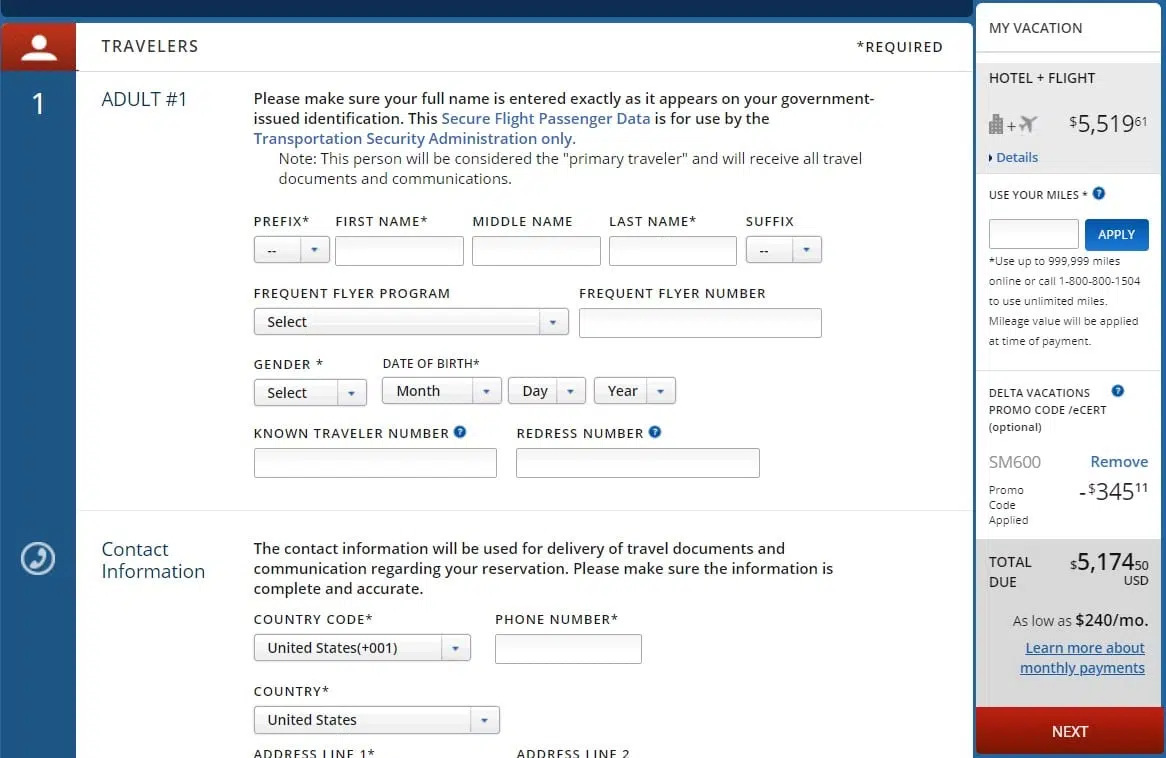 TRAVELERS
*REQUIRED
1
ADULT #1
Please make sure your full name is entered exactly as it appears on your government-
issued identification. This Secure Flight Passenger Data is for use by the
Transportation Security Administration only.
Note: This person will be considered the "primary traveler" and will receive all travel
documents and communications.
PREFIX* FIRST NAME* MIDDLE NAME LAST NAME* SUFFIX
-- --
FREQUENT FLYER PROGRAM FREQUENT FLYER NUMBER
Select
GENDER * DATE OF BIRTH*
Select Month Day Year
KNOWN TRAVELER NUMBER ? REDRESS NUMBER ?
Contact
Information
The contact information will be used for delivery of travel documents and
communication regarding your reservation. Please make sure the information is
complete and accurate.
COUNTRY CODE* PHONE NUMBER*
United States(+001)
COUNTRY*
United States
ADDRESS LINE 1* ADDRESS LINE 2
MY VACATION
HOTEL + FLIGHT
+ $5,51961
Details
USE YOUR MILES * ?
APPLY
*Use up to 999,999 miles
online or call 1-800-800-1504
to use unlimited miles.
Mileage value will be applied
at time of payment.
DELTA VACATIONS ?
PROMO CODE /eCERT
(optional)
SM600 Remove
Promo
Code
Applied
-$34511
TOTAL
DUE
$5,17450
USD
As low as $240/mo.
Learn more about
monthly payments
NEXT